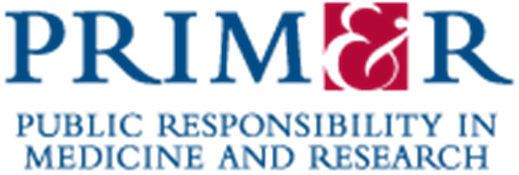 PRIM&R
PUBLIC RESPONSIBILITY IN
MEDICINE AND RESEARCH